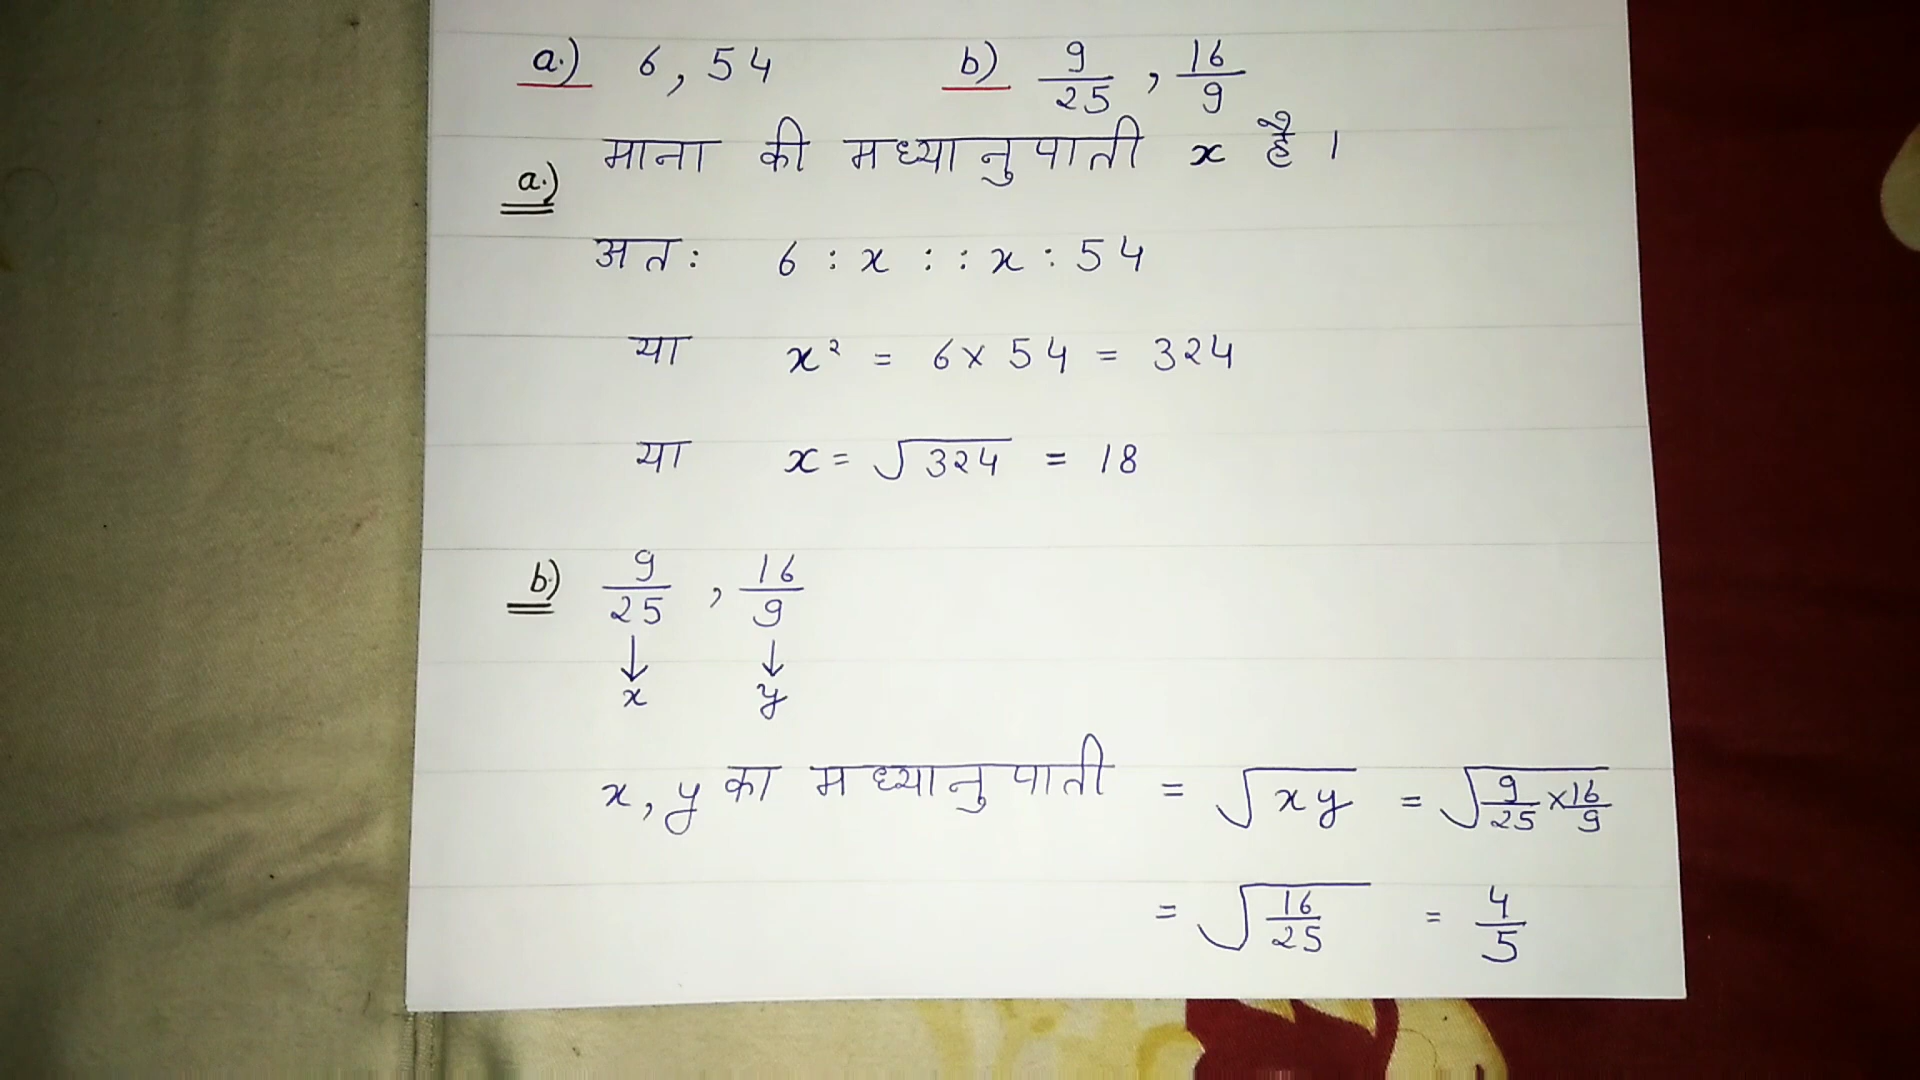 a.) 6, 54 b) 9/25 , 16/9
माना की मध्यानुपाती x है ।
a.)
अतः 6 : x : : x : 54
या x² = 6 × 54 = 324
या x = √324 = 18
b) 9/25 , 16/9
↓ ↓
x y
x, y का मध्यानुपाती = √xy = √9/25 × 16/9
= √16/25 = 4/5